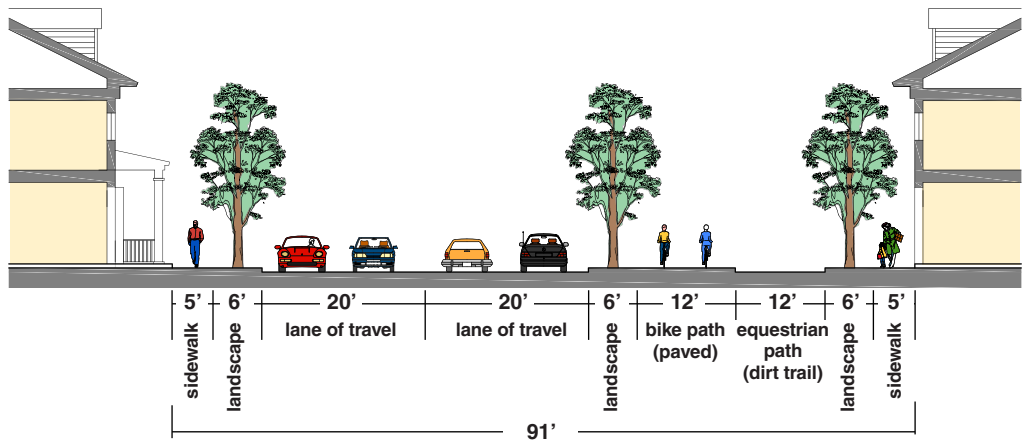 5’ 6’ 20’ 20’ 6’ 12’ 12’ 6’ 5’
sidewalk
landscape
lane of travel
lane of travel
landscape
bike path
(paved)
equestrian
path
(dirt trail)
landscape
sidewalk
91’